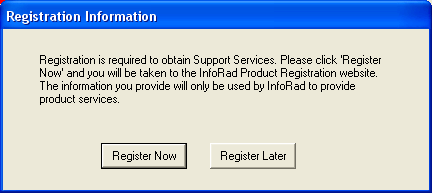 Registration Information
Registration is required to obtain Support Services. Please click 'Register
Now' and you will be taken to the InfoRad Product Registration website.
The information you provide will only be used by InfoRad to provide
product services.
Register Now
Register Later